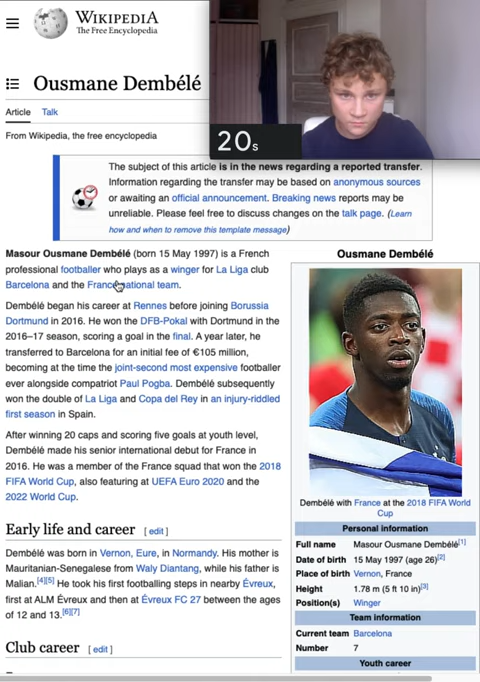 WIKIPEDIA
The Free Encyclopedia
Ousmane Dembélé
Article Talk
20s
From Wikipedia, the free encyclopedia
The subject of this article is in the news regarding a reported transfer.
Information regarding the transfer may be based on anonymous sources
or awaiting an official announcement. Breaking news reports may be
unreliable. Please feel free to discuss changes on the talk page. (Learn
how and when to remove this template message)
Masour Ousmane Dembélé (born 15 May 1997) is a French
professional footballer who plays as a winger for La Liga club
Barcelona and the France national team.
Dembélé began his career at Rennes before joining Borussia
Dortmund in 2016. He won the DFB-Pokal with Dortmund in the
2016–17 season, scoring a goal in the final. A year later, he
transferred to Barcelona for an initial fee of €105 million,
becoming at the time the joint-second most expensive footballer
ever alongside compatriot Paul Pogba. Dembélé subsequently
won the double of La Liga and Copa del Rey in an injury-riddled
first season in Spain.
After winning 20 caps and scoring five goals at youth level,
Dembélé made his senior international debut for France in
2016. He was a member of the France squad that won the 2018
FIFA World Cup, also featuring at UEFA Euro 2020 and the
2022 World Cup.
Early life and career [ edit ]
Dembélé was born in Vernon, Eure, in Normandy. His mother is
Mauritanian-Senegalese from Waly Diantang, while his father is
Malian.[4][5] He took his first footballing steps in nearby Évreux,
first at ALM Évreux and then at Évreux FC 27 between the ages
of 12 and 13.[6][7]
Club career [ edit ]
Ousmane Dembélé
Dembélé with France at the 2018 FIFA World
Cup
Personal information
Full name Masour Ousmane Dembélé[1]
Date of birth 15 May 1997 (age 26)[2]
Place of birth Vernon, France
Height 1.78 m (5 ft 10 in)[3]
Position(s) Winger
Team information
Current team Barcelona
Number 7
Youth career